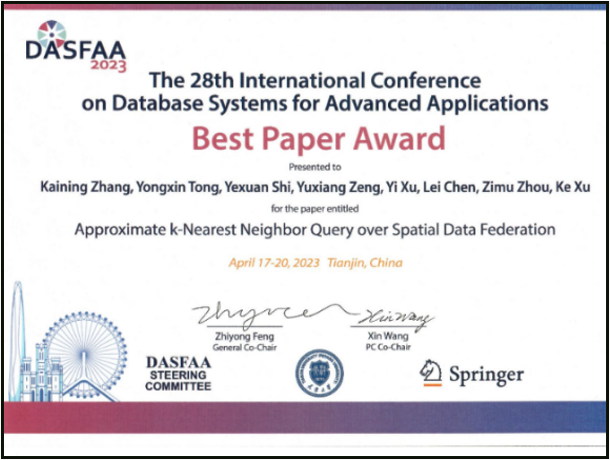 DASFAA
2023
The 28th International Conference
on Database Systems for Advanced Applications
Best Paper Award
Presented to
Kaining Zhang, Yongxin Tong, Yexuan Shi, Yuxiang Zeng, Yi Xu, Lei Chen, Zimu Zhou, Ke Xu
for the paper entitled
Approximate k-Nearest Neighbor Query over Spatial Data Federation
April 17-20, 2023 Tianjin, China
Xin Wang
Zhiyong Feng
General Co-Chair
Xin Wang
PC Co-Chair
DASFAA
STEERING
COMMITTEE
Springer